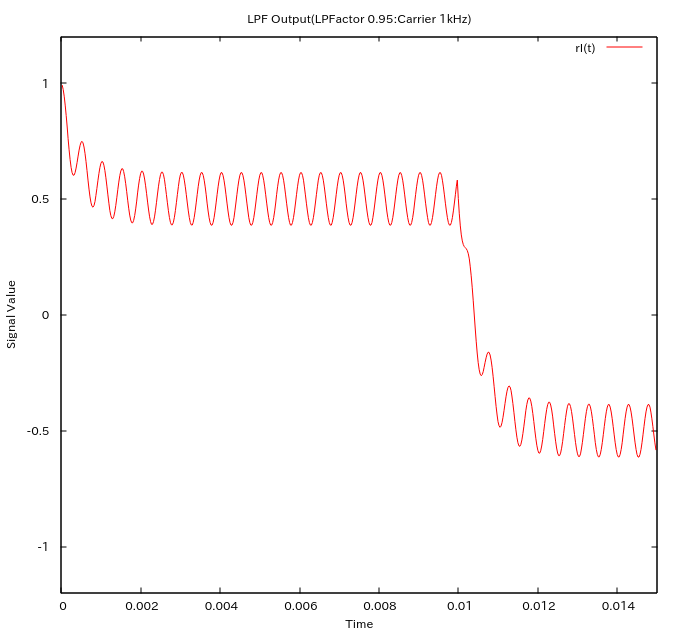 LPF Output(LPFactor 0.95:Carrier 1kHz)
rI(t)
1
0.5
0
-0.5
-1
Signal Value
0 0.002 0.004 0.006 0.008 0.01 0.012 0.014
Time